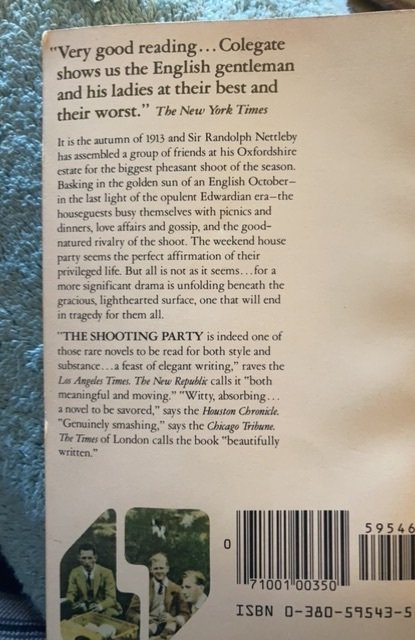 "Very good reading...Colegate
shows us the English gentleman
and his ladies at their best and
their worst." The New York Times
It is the autumn of 1913 and Sir Randolph Nettleby
has assembled a group of friends at his Oxfordshire
estate for the biggest pheasant shoot of the season.
Basking in the golden sun of an English October—
in the last light of the opulent Edwardian era—the
houseguests busy themselves with picnics and
dinners, love affairs and gossip, and the good-
natured rivalry of the shoot. The weekend house
party seems the perfect affirmation of their
privileged life. But all is not as it seems...for a
more significant drama is unfolding beneath the
gracious, lighthearted surface, one that will end
in tragedy for them all.
"THE SHOOTING PARTY is indeed one of
those rare novels to be read for both style and
substance...a feast of elegant writing," raves the
Los Angeles Times. The New Republic calls it "both
meaningful and moving." "Witty, absorbing...
a novel to be savored," says the Houston Chronicle.
"Genuinely smashing," says the Chicago Tribune.
The Times of London calls the book "beautifully
written."
59546
0
71001 00350
ISBN 0-380-59543-5